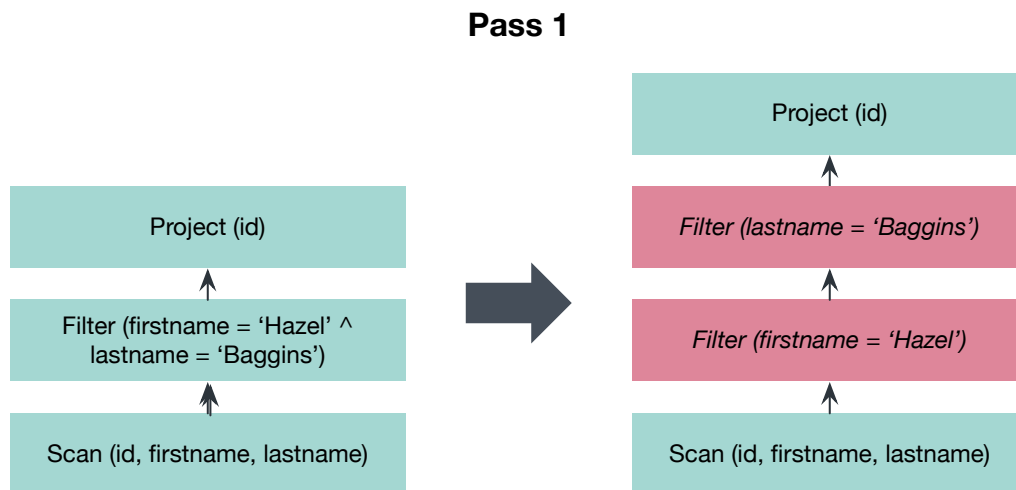 Pass 1
Project (id)
Filter (firstname = ‘Hazel’ ^
lastname = ‘Baggins’)
Scan (id, firstname, lastname)
Project (id)
Filter (lastname = ‘Baggins’)
Filter (firstname = ‘Hazel’)
Scan (id, firstname, lastname)